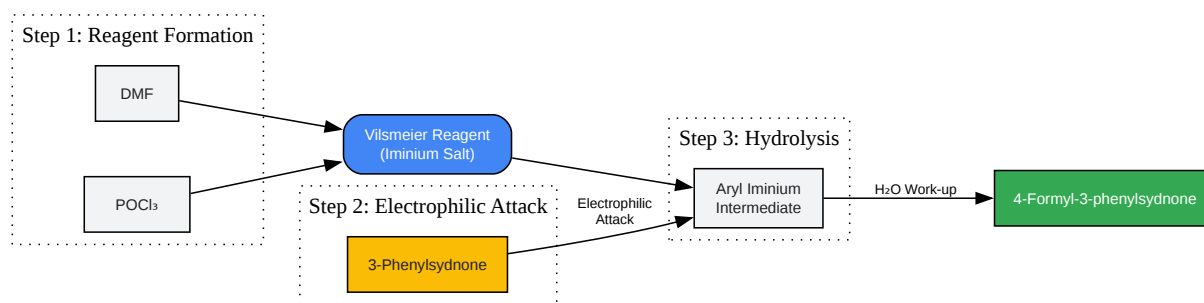 Step 1: Reagent Formation
DMF
POCl₃
Vilsmeier Reagent
(Iminium Salt)
Step 2: Electrophilic Attack
3-Phenylsydnone
Electrophilic
Attack
Step 3: Hydrolysis
Aryl Iminium
Intermediate
H₂O Work-up
4-Formyl-3-phenylsydnone